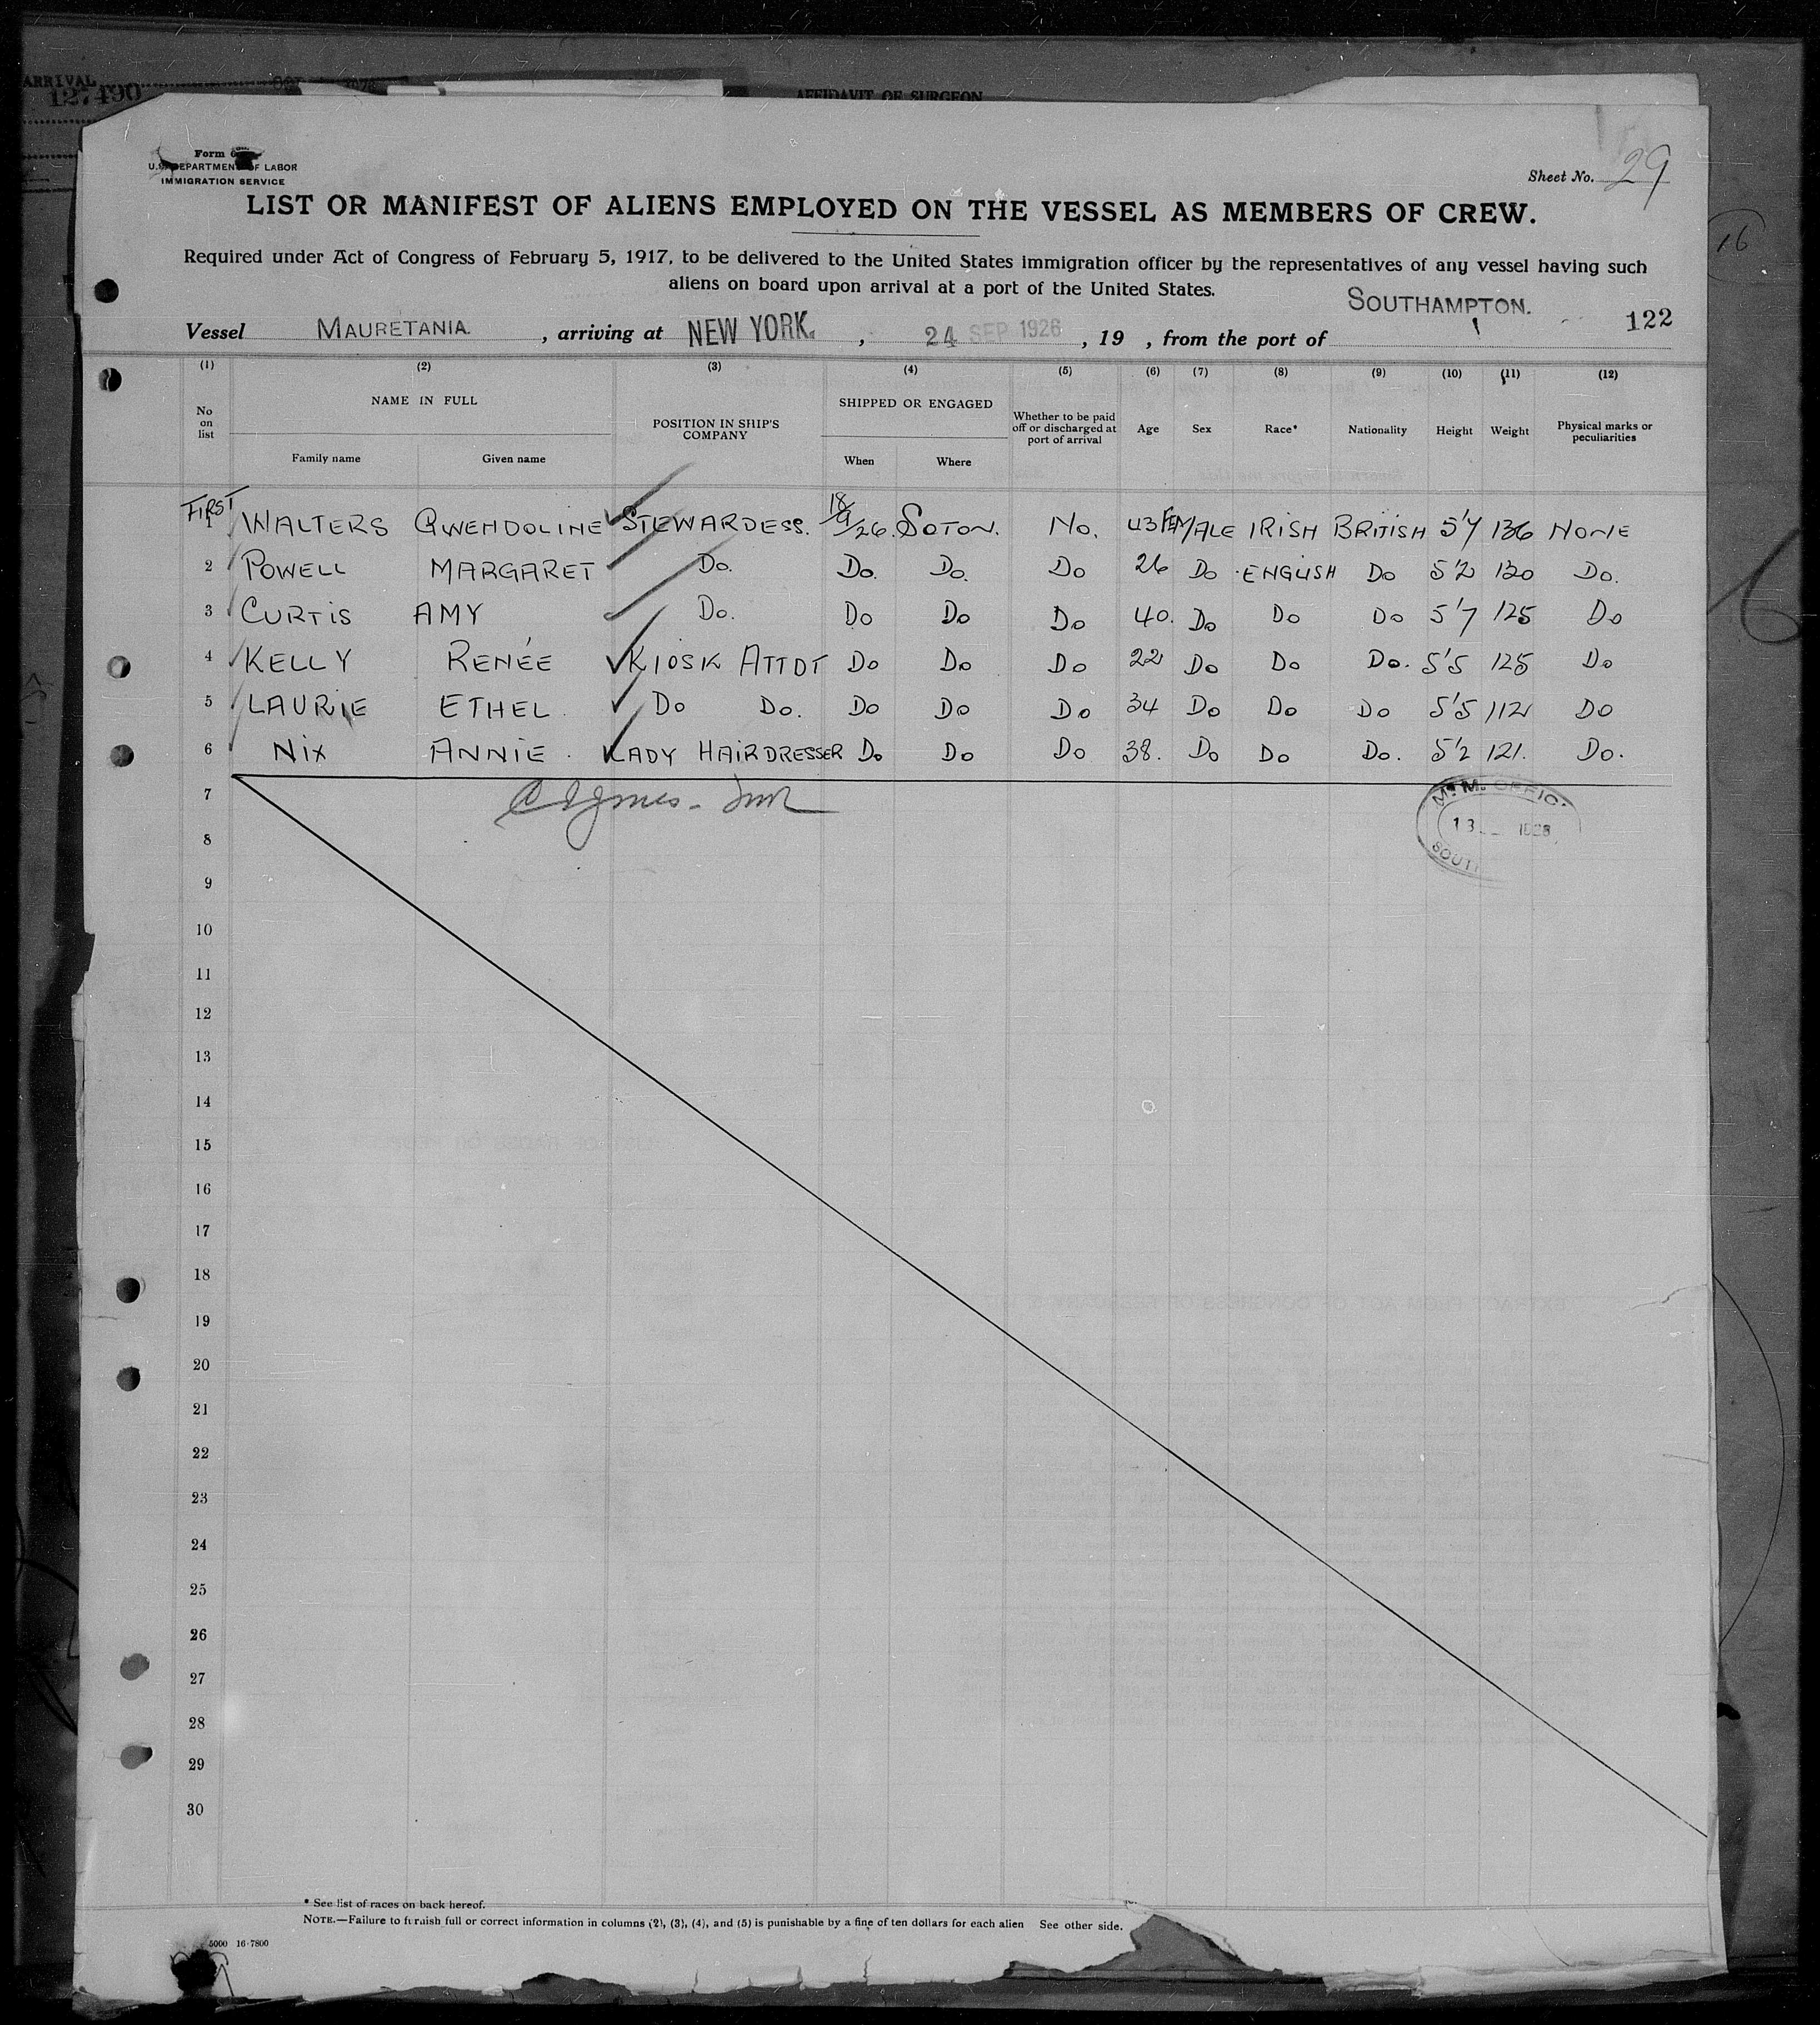 ARRIVAL
127490
AFFIDAVIT OF SURGEON
Form
U.S. DEPARTMENT OF LABOR
IMMIGRATION SERVICE
Sheet No. 29
LIST OR MANIFEST OF ALIENS EMPLOYED ON THE VESSEL AS MEMBERS OF CREW.
16
Required under Act of Congress of February 5, 1917, to be delivered to the United States immigration officer by the representatives of any vessel having such
aliens on board upon arrival at a port of the United States.
SOUTHAMPTON.
122
Vessel MAURETANIA. , arriving at NEW YORK. , 24 SEP 1926 , 19 , from the port of
(1) (2) (3) (4) (5) (6) (7) (8) (9) (10) (11) (12)
No on list NAME IN FULL POSITION IN SHIP'S COMPANY SHIPPED OR ENGAGED Whether to be paid off or discharged at port of arrival Age Sex Race* Nationality Height Weight Physical marks or peculiarities
Family name Given name When Where
FIRST
1 WALTERS GWENDOLINE STEWARDESS. 18/9/26. SOTON. No. 43 FEMALE IRISH BRITISH 5'7 136 NONE
2 POWELL MARGARET Do. Do. Do. Do 26 Do ENGLISH Do 5'2 120 Do.
3 CURTIS AMY Do. Do Do Do 40. Do Do Do 5'7 125 Do
4 KELLY RENÉE KIOSK ATTDT Do Do Do 22 Do Do Do. 5'5 125 Do
5 LAURIE ETHEL. Do Do. Do Do Do 34 Do Do Do 5'5 112 Do
6 NIX ANNIE. LADY HAIRDRESSER Do Do Do 38. Do Do Do. 5'2 121. Do.
7
8
9
10
11
12
13
14
15
16
17
18
19
20
21
22
23
24
25
26
27
28
29
30
* See list of races on back hereof.
NOTE.—Failure to furnish full or correct information in columns (2), (3), (4), and (5) is punishable by a fine of ten dollars for each alien See other side.
5000 16-7800